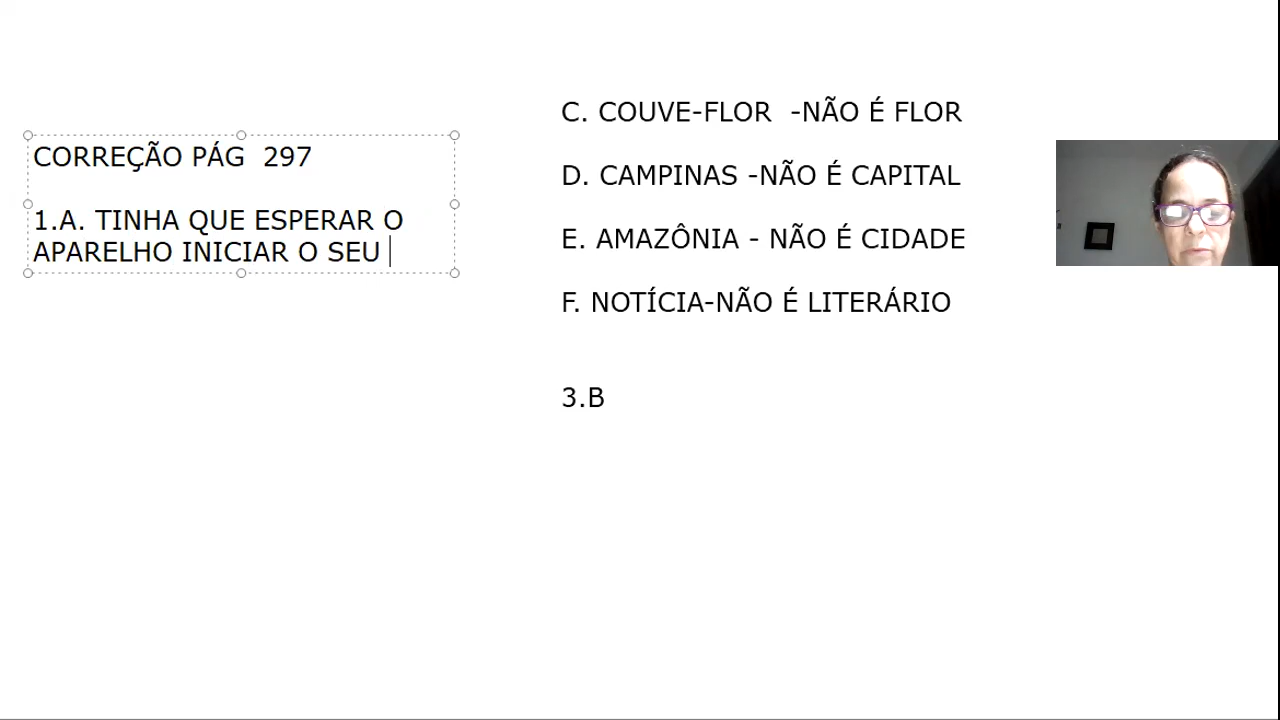 CORREÇÃO PÁG  297
1.A. TINHA QUE ESPERAR O
APARELHO INICIAR O SEU
C. COUVE-FLOR  -NÃO É FLOR
D. CAMPINAS -NÃO É CAPITAL
E. AMAZÔNIA - NÃO É CIDADE
F. NOTÍCIA-NÃO É LITERÁRIO
3.B